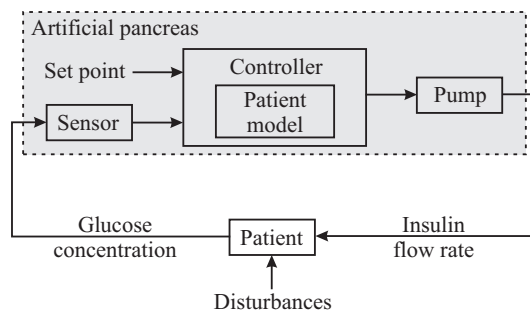 Artificial pancreas
Set point
Controller
Patient
model
Sensor
Pump
Glucose
concentration
Patient
Insulin
flow rate
Disturbances